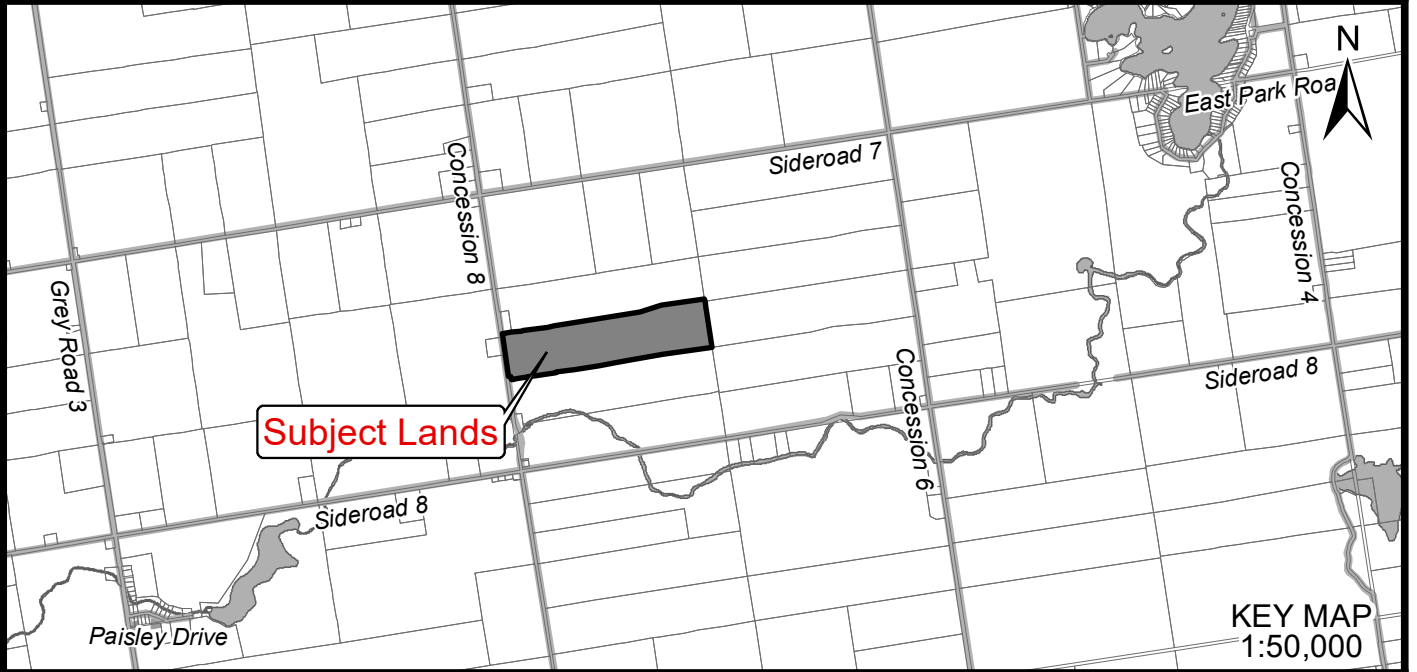 N
East Park Roa
Sideroad 7
Concession 8
Concession 4
Grey Road 3
Concession 6
Sideroad 8
Subject Lands
Sideroad 8
Paisley Drive
KEY MAP
1:50,000